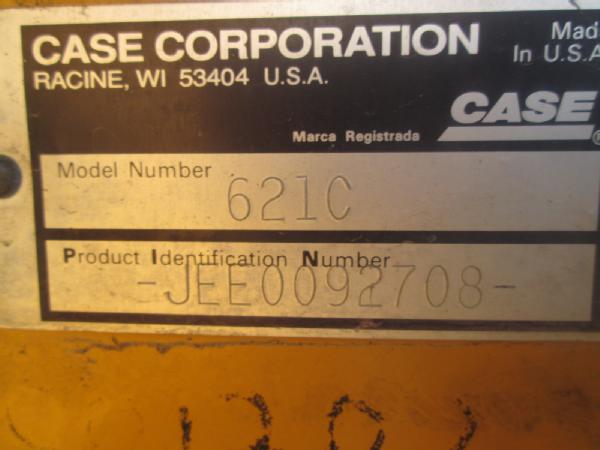 CASE CORPORATION
Mad
In U.S.A
RACINE, WI 53404 U.S.A.
CASE
Marca Registrada
®
Model Number
621C
Product Identification Number
-JEE0092708-